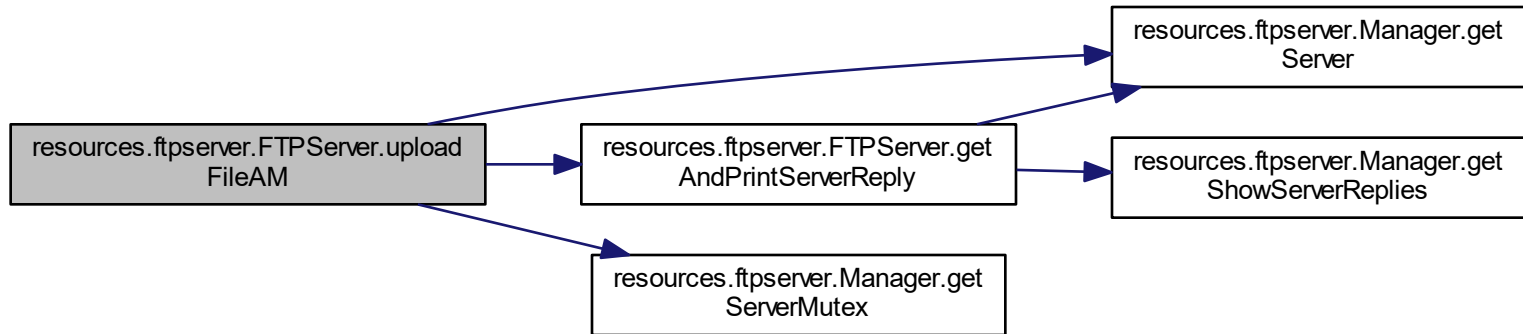 resources.ftpserver.FTPServer.upload
FileAM
resources.ftpserver.FTPServer.get
AndPrintServerReply
resources.ftpserver.Manager.get
ServerMutex
resources.ftpserver.Manager.get
Server
resources.ftpserver.Manager.get
ShowServerReplies